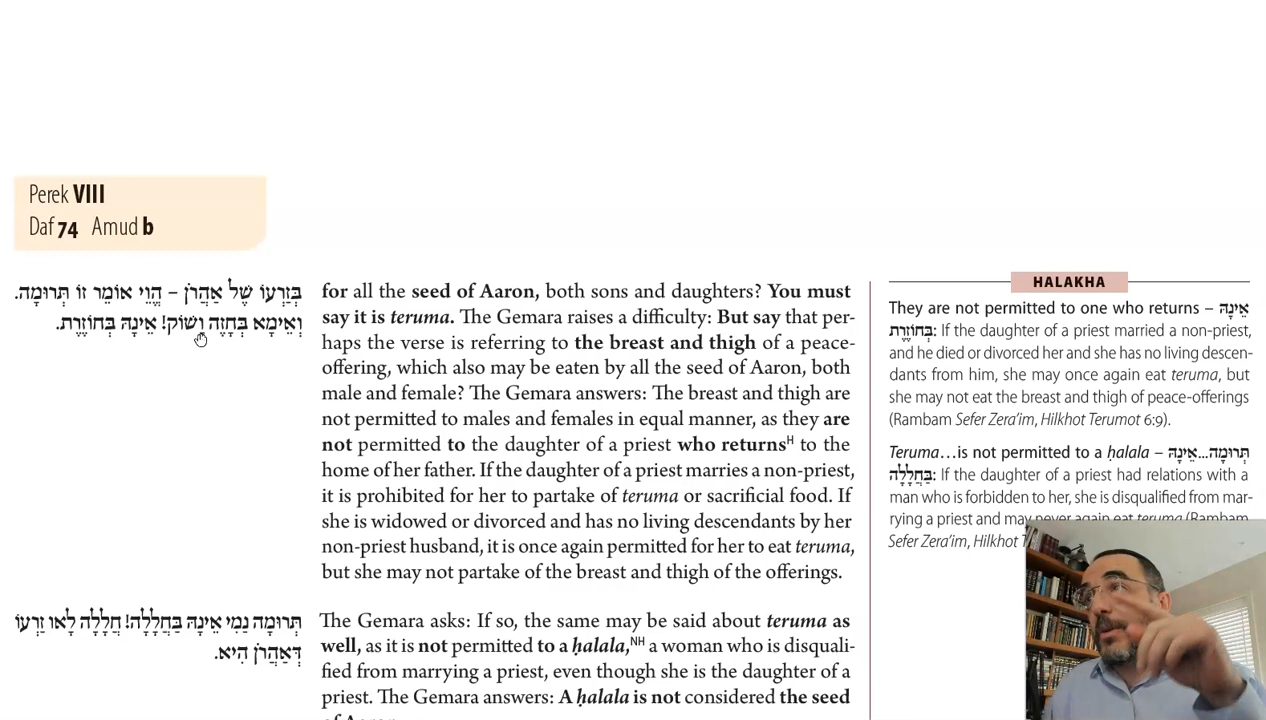 Perek VIII
Daf 74 Amud b
בְּזַרְעוֹ שֶׁל אַהֲרֹן – הֱוֵי אוֹמֵר זוֹ תְּרוּמָה.
וְאֵימָא בְּחָזֶה וָשׁוֹק! אֵינָהּ בְּחוֹזֶרֶת.
for all the seed of Aaron, both sons and daughters? You must
say it is teruma. The Gemara raises a difficulty: But say that per-
haps the verse is referring to the breast and thigh of a peace-
offering, which also may be eaten by all the seed of Aaron, both
male and female? The Gemara answers: The breast and thigh are
not permitted to males and females in equal manner, as they are
not permitted to the daughter of a priest who returnsH to the
home of her father. If the daughter of a priest marries a non-priest,
it is prohibited for her to partake of teruma or sacrificial food. If
she is widowed or divorced and has no living descendants by her
non-priest husband, it is once again permitted for her to eat teruma,
but she may not partake of the breast and thigh of the offerings.
תְּרוּמָה נַמִי אֵינָהּ בַּחֲלָלָה! חֲלָלָה לָאו זַרְעוֹ
דְּאַהֲרֹן הִיא.
The Gemara asks: If so, the same may be said about teruma as
well, as it is not permitted to a ḥalala,NH a woman who is disquali-
fied from marrying a priest, even though she is the daughter of a
priest. The Gemara answers: A ḥalala is not considered the seed
of Aaron.
HALAKHA
They are not permitted to one who returns – אֵינָהּ
בְּחוֹזֶרֶת: If the daughter of a priest married a non-priest,
and he died or divorced her and she has no living descen-
dants from him, she may once again eat teruma, but
she may not eat the breast and thigh of peace-offerings
(Rambam Sefer Zera'im, Hilkhot Terumot 6:9).
Teruma…is not permitted to a ḥalala – תְּרוּמָה...אֵינָהּ
בַּחֲלָלָה: If the daughter of a priest had relations with a
man who is forbidden to her, she is disqualified from mar-
rying a priest and may never again eat teruma (Rambam
Sefer Zera'im, Hilkhot